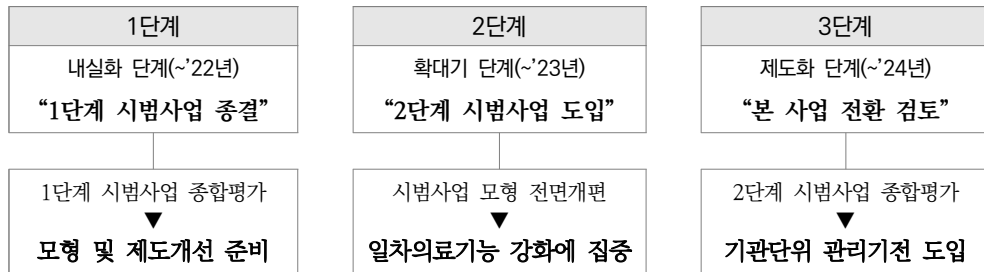 1단계
내실화 단계(~’22년)
“1단계 시범사업 종결”
1단계 시범사업 종합평가
▼
모형 및 제도개선 준비
2단계
확대기 단계(~’23년)
“2단계 시범사업 도입”
시범사업 모형 전면개편
▼
일차의료기능 강화에 집중
3단계
제도화 단계(~’24년)
“본 사업 전환 검토”
2단계 시범사업 종합평가
▼
기관단위 관리기전 도입